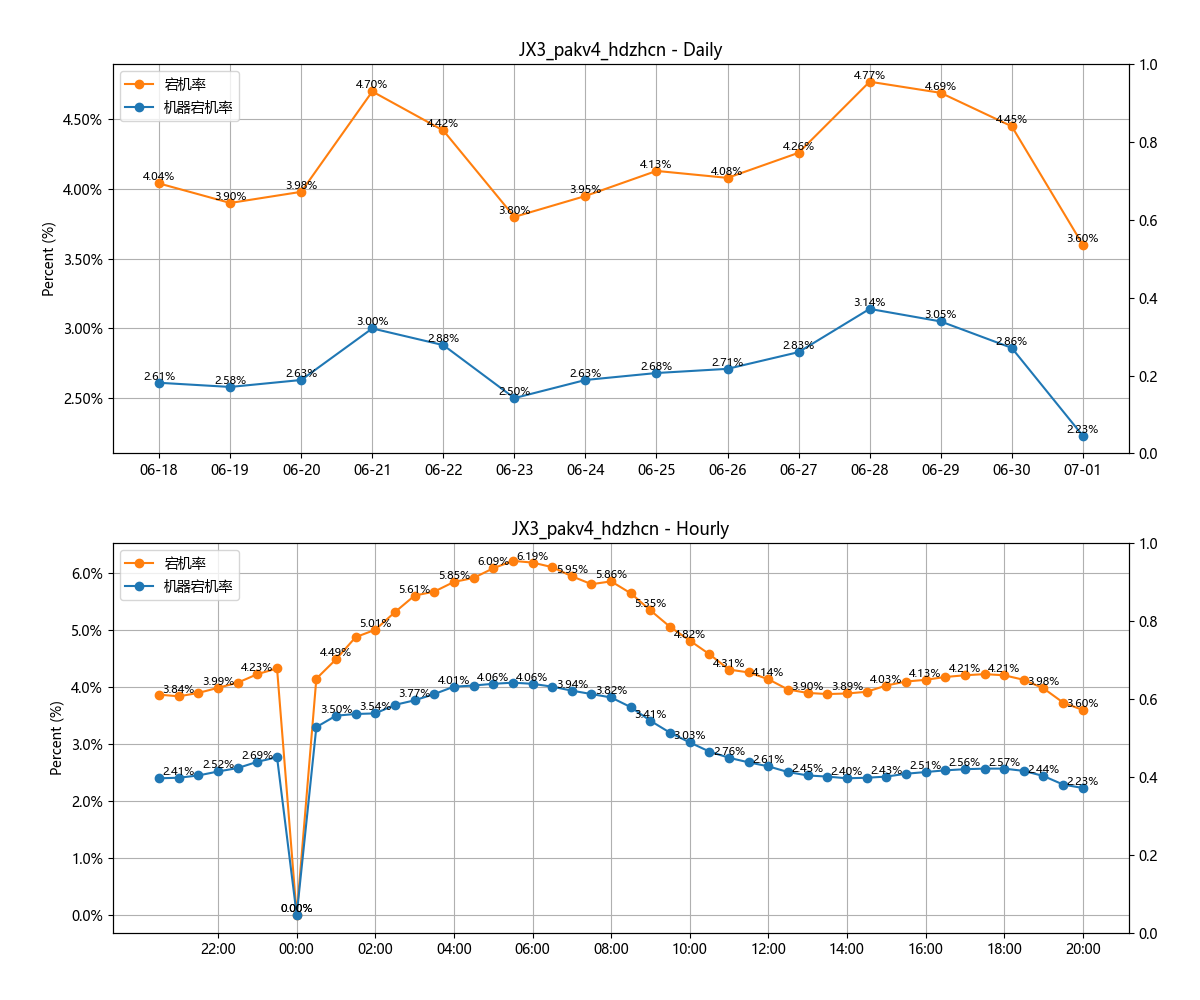 JX3_pakv4_hdzhcn - Daily
宕机率
机器宕机率
Percent (%)
4.50%
4.00%
3.50%
3.00%
2.50%
1.0
0.8
0.6
0.4
0.2
0.0
4.04% 3.90% 3.98% 4.70% 4.42% 3.80% 3.95% 4.13% 4.08% 4.26% 4.77% 4.69% 4.45% 3.60%
2.61% 2.58% 2.63% 3.00% 2.88% 2.50% 2.63% 2.68% 2.71% 2.83% 3.14% 3.05% 2.86% 2.23%
06-18 06-19 06-20 06-21 06-22 06-23 06-24 06-25 06-26 06-27 06-28 06-29 06-30 07-01
JX3_pakv4_hdzhcn - Hourly
宕机率
机器宕机率
Percent (%)
6.0%
5.0%
4.0%
3.0%
2.0%
1.0%
0.0%
1.0
0.8
0.6
0.4
0.2
0.0
3.84% 3.99% 4.23% 0.00% 4.49% 5.01% 5.61% 5.85% 6.09% 6.19% 5.95% 5.86% 5.35% 4.82% 4.31% 4.14% 3.90% 3.89% 4.03% 4.13% 4.21% 4.21% 3.98% 3.60%
2.41% 2.52% 2.69% 0.00% 3.50% 3.54% 3.77% 4.01% 4.06% 4.06% 3.94% 3.82% 3.41% 3.03% 2.76% 2.61% 2.45% 2.40% 2.43% 2.51% 2.56% 2.57% 2.44% 2.23%
22:00 00:00 02:00 04:00 06:00 08:00 10:00 12:00 14:00 16:00 18:00 20:00